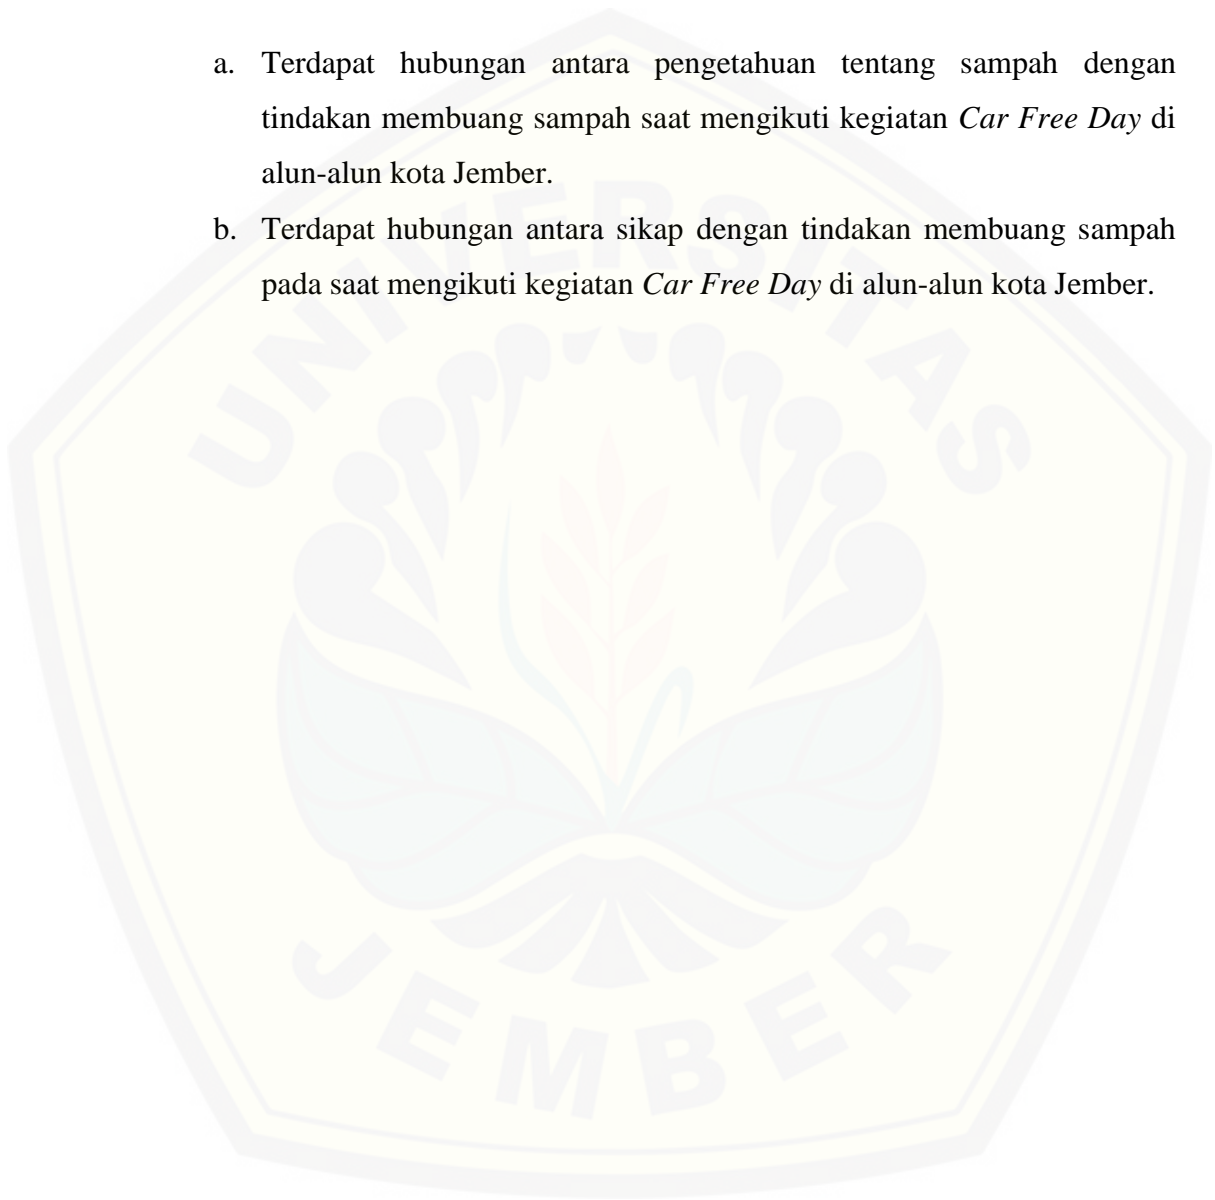 a. Terdapat hubungan antara pengetahuan tentang sampah dengan
tindakan membuang sampah saat mengikuti kegiatan Car Free Day di
alun-alun kota Jember.
b. Terdapat hubungan antara sikap dengan tindakan membuang sampah
pada saat mengikuti kegiatan Car Free Day di alun-alun kota Jember.
UNIVERSITAS
JEMBER